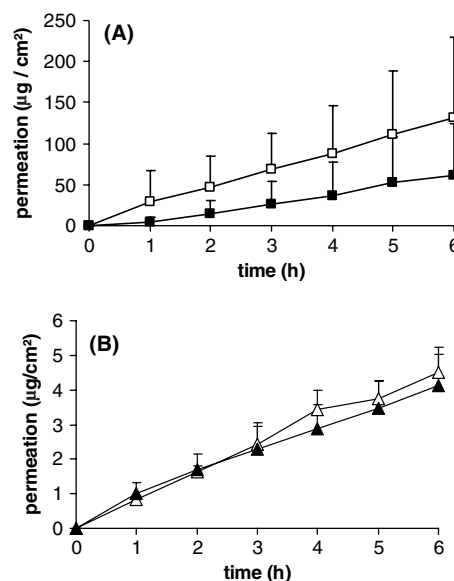 (A)
permeation (μg / cm²)
250
200
150
100
50
0
0 1 2 3 4 5 6
time (h)
(B)
permeation (μg/cm²)
6
5
4
3
2
1
0
0 1 2 3 4 5 6
time (h)